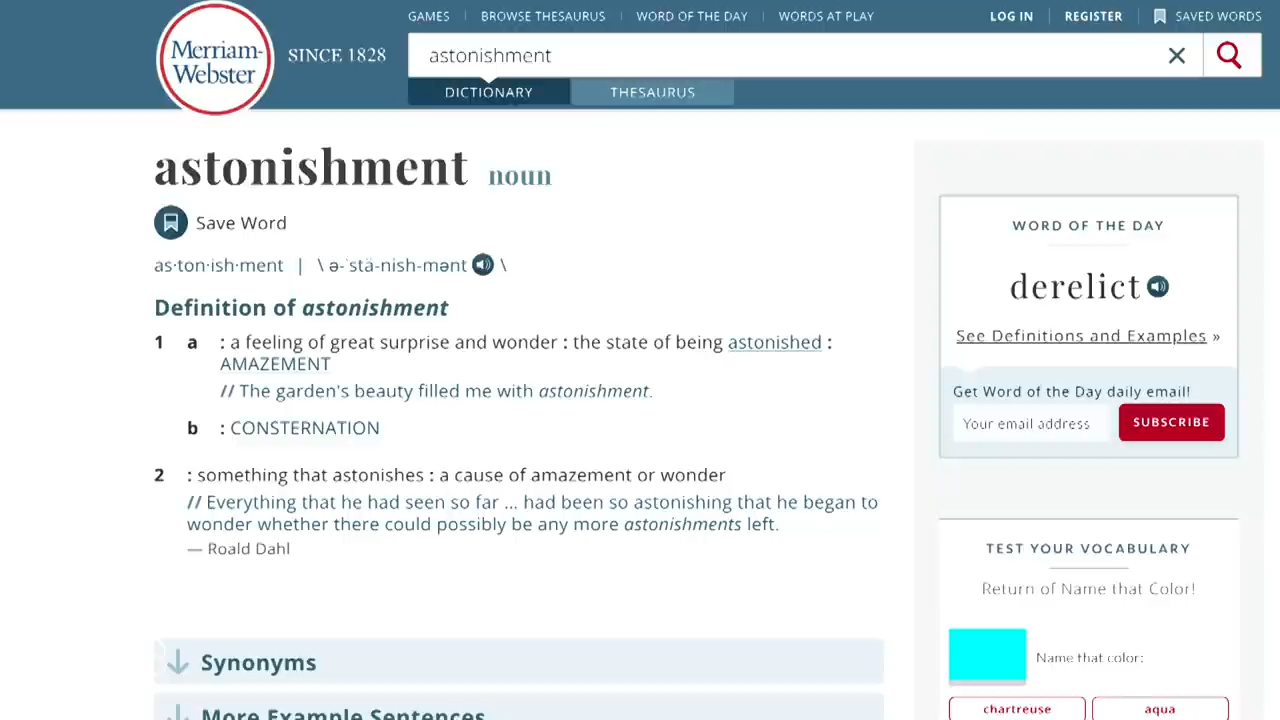 GAMES
BROWSE THESAURUS
WORD OF THE DAY
WORDS AT PLAY
LOG IN
REGISTER
SAVED WORDS
Merriam-
Webster
SINCE 1828
astonishment
DICTIONARY
THESAURUS
astonishment noun
Save Word
as·ton·ish·ment | \ ə-ˈstä-nish-mənt \
Definition of astonishment
1 a : a feeling of great surprise and wonder : the state of being astonished :
AMAZEMENT
// The garden's beauty filled me with astonishment.
b : CONSTERNATION
2 : something that astonishes : a cause of amazement or wonder
// Everything that he had seen so far ... had been so astonishing that he began to
wonder whether there could possibly be any more astonishments left.
— Roald Dahl
Synonyms
More Example Sentences
WORD OF THE DAY
derelict
See Definitions and Examples »
Get Word of the Day daily email!
Your email address
SUBSCRIBE
TEST YOUR VOCABULARY
Return of Name that Color!
Name that color:
chartreuse
aqua